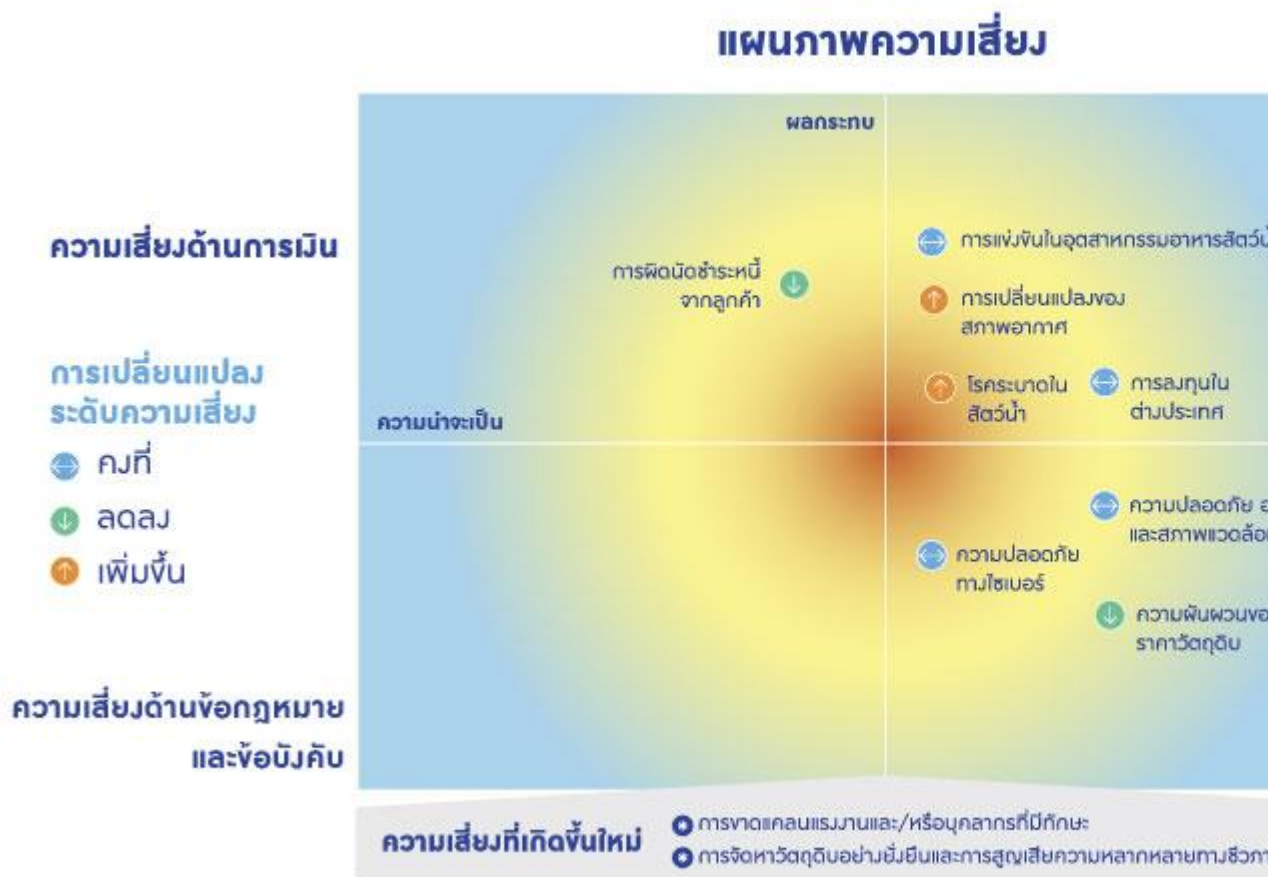 แผนภาพความเสี่ยง
ผลกระทบ
ความเสี่ยงด้านการเงิน
การแข่งขันในอุตสาหกรรมอาหารสัตว์น้ำ
การผิดนัดชำระหนี้
จากลูกค้า
การเปลี่ยนแปลงของ
สภาพอากาศ
การเปลี่ยนแปลง
ระดับความเสี่ยง
โรคระบาดใน
สัตว์น้ำ
การลงทุนใน
ต่างประเทศ
ความน่าจะเป็น
คงที่
ลดลง
เพิ่มขึ้น
ความปลอดภัย
และสภาพแวดล้อม
ความปลอดภัย
ทางไซเบอร์
ความผันผวนของ
ราคาวัตถุดิบ
ความเสี่ยงด้านข้อกฎหมาย
และข้อบังคับ
ความเสี่ยงที่เกิดขึ้นใหม่
การขาดแคลนแรงงานและ/หรือบุคลากรที่มีทักษะ
การจัดหาวัตถุดิบอย่างยั่งยืนและการสูญเสียความหลากหลายทางชีวภา